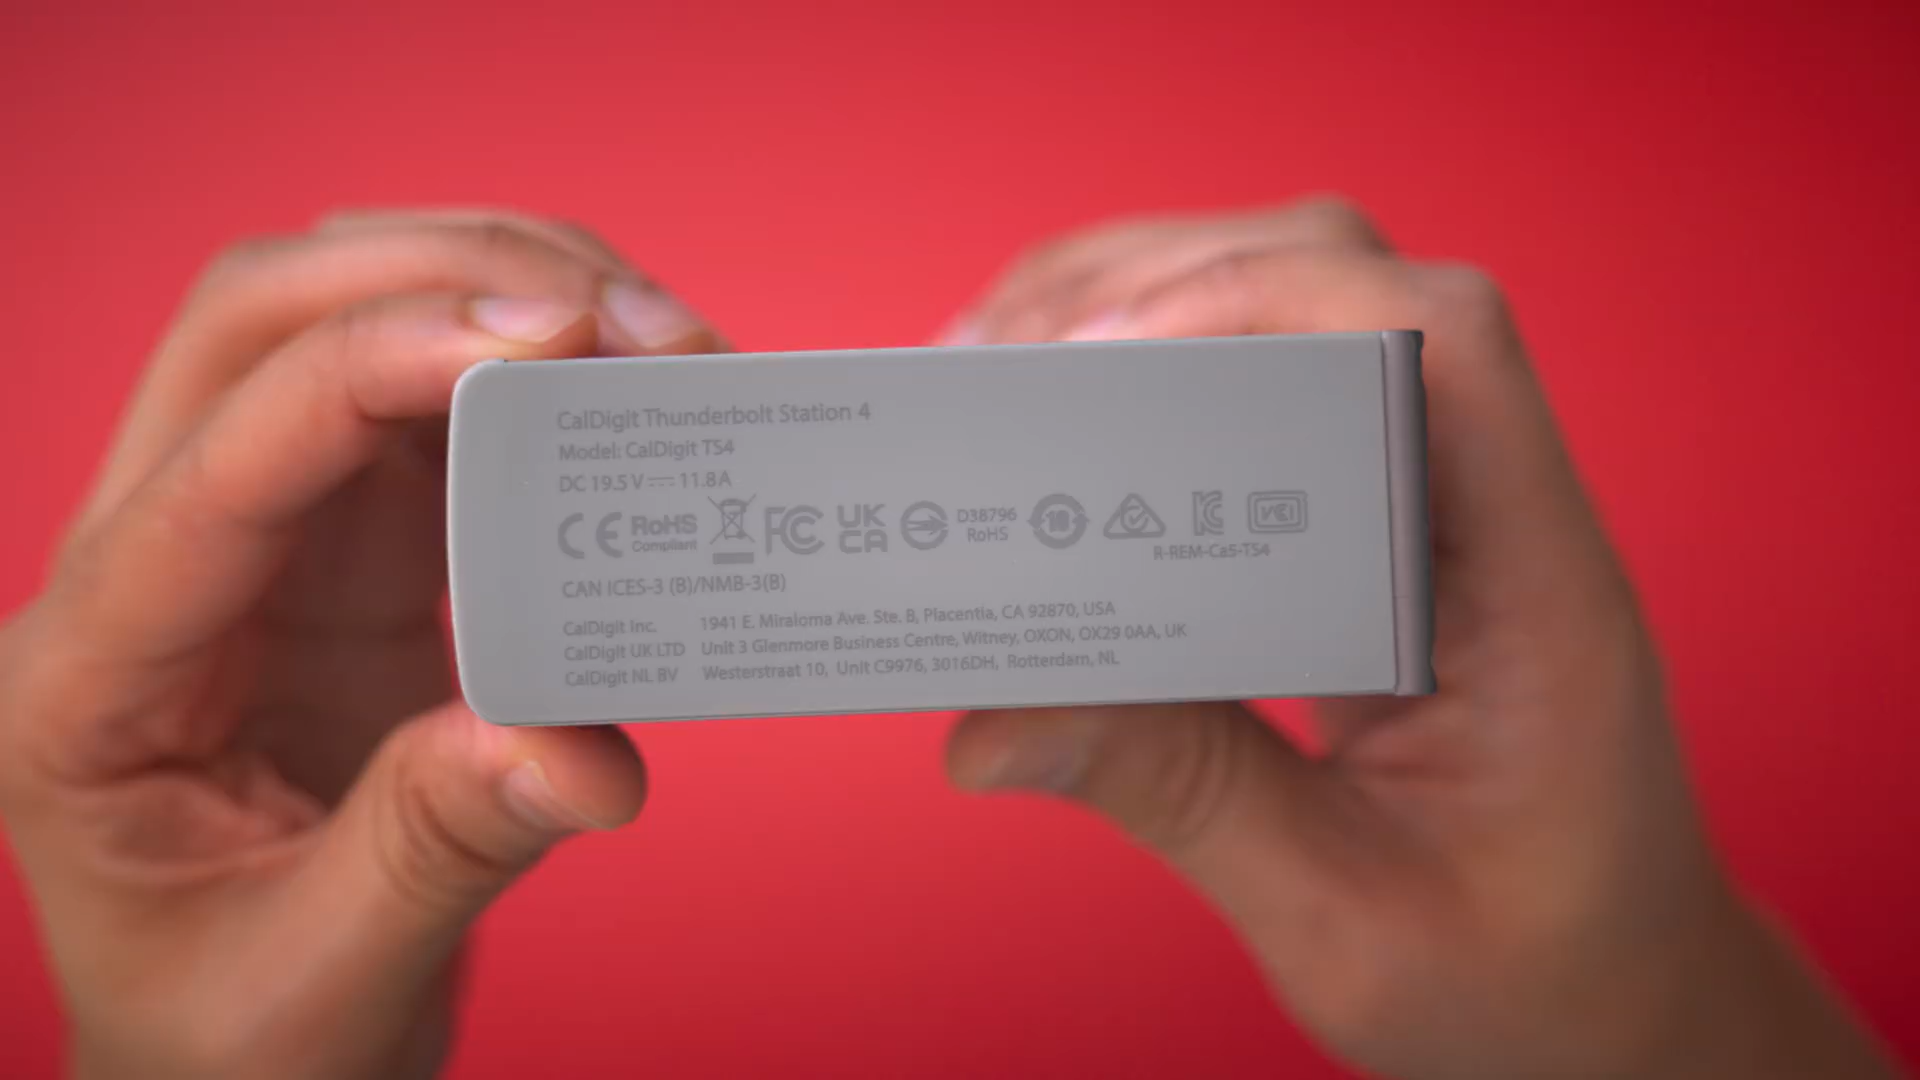 CalDigit Thunderbolt Station 4
Model: CalDigit TS4
DC 19.5 V⎓11.8 A
CE RoHS Compliant FC UK CA D38796 RoHS 10 VCI
R-REM-Ca5-TS4
CAN ICES-3 (B)/NMB-3(B)
CalDigit Inc. 1941 E. Miraloma Ave. Ste. B, Placentia, CA 92870, USA
CalDigit UK LTD Unit 3 Glenmore Business Centre, Witney, OXON, OX29 0AA, UK
CalDigit NL BV Westerstraat 10, Unit C9976, 3016DH, Rotterdam, NL